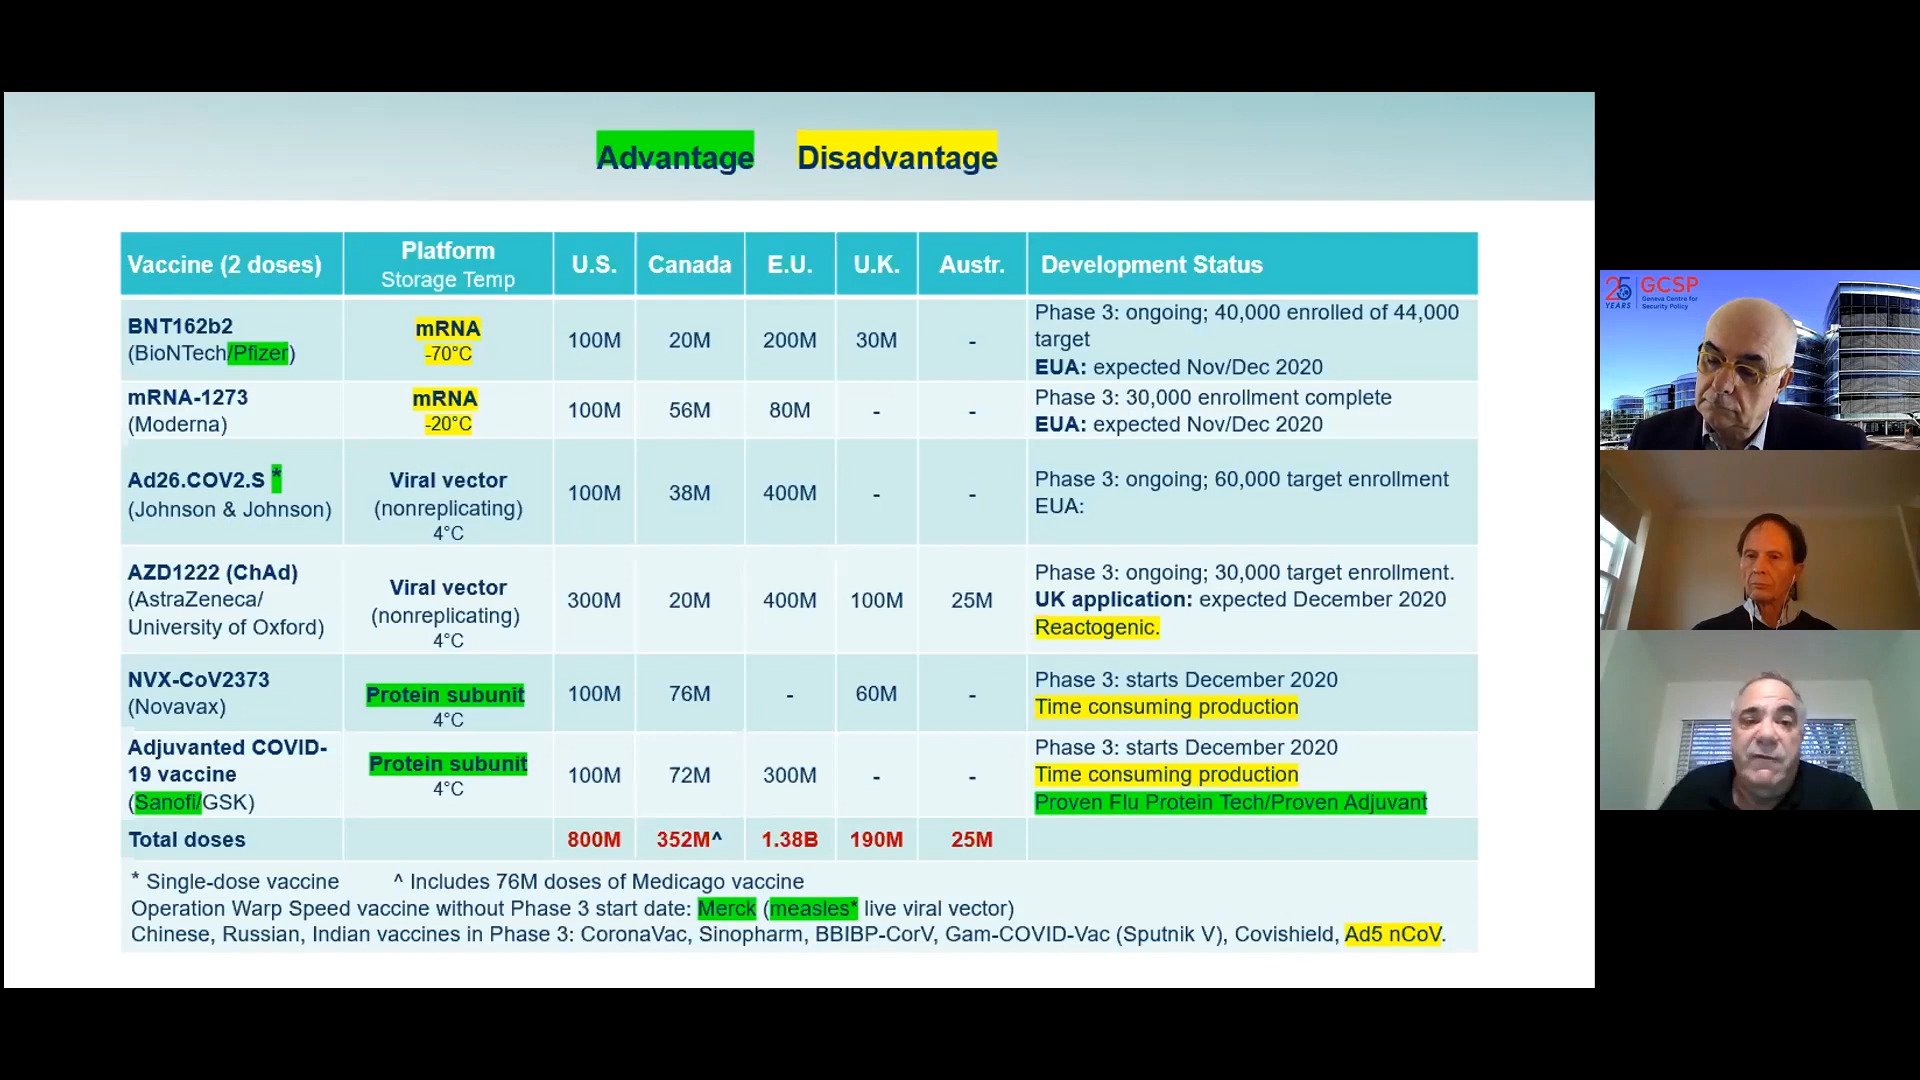 Advantage Disadvantage
Vaccine (2 doses) Platform Storage Temp U.S. Canada E.U. U.K. Austr. Development Status
BNT162b2
(BioNTech/Pfizer)
mRNA
-70°C
100M 20M 200M 30M -
Phase 3: ongoing; 40,000 enrolled of 44,000
target
EUA: expected Nov/Dec 2020
mRNA-1273
(Moderna)
mRNA
-20°C
100M 56M 80M - -
Phase 3: 30,000 enrollment complete
EUA: expected Nov/Dec 2020
Ad26.COV2.S *
(Johnson & Johnson)
Viral vector
(nonreplicating)
4°C
100M 38M 400M - -
Phase 3: ongoing; 60,000 target enrollment
EUA:
AZD1222 (ChAd)
(AstraZeneca/
University of Oxford)
Viral vector
(nonreplicating)
4°C
300M 20M 400M 100M 25M
Phase 3: ongoing; 30,000 target enrollment.
UK application: expected December 2020
Reactogenic.
NVX-CoV2373
(Novavax)
Protein subunit
4°C
100M 76M - 60M -
Phase 3: starts December 2020
Time consuming production
Adjuvanted COVID-
19 vaccine
(Sanofi/GSK)
Protein subunit
4°C
100M 72M 300M - -
Phase 3: starts December 2020
Time consuming production
Proven Flu Protein Tech/Proven Adjuvant
Total doses 800M 352M^ 1.38B 190M 25M
* Single-dose vaccine ^ Includes 76M doses of Medicago vaccine
Operation Warp Speed vaccine without Phase 3 start date: Merck (measles* live viral vector)
Chinese, Russian, Indian vaccines in Phase 3: CoronaVac, Sinopharm, BBIBP-CorV, Gam-COVID-Vac (Sputnik V), Covishield, Ad5 nCoV.
25 YEARS
GCSP
Geneva Centre for
Security Policy